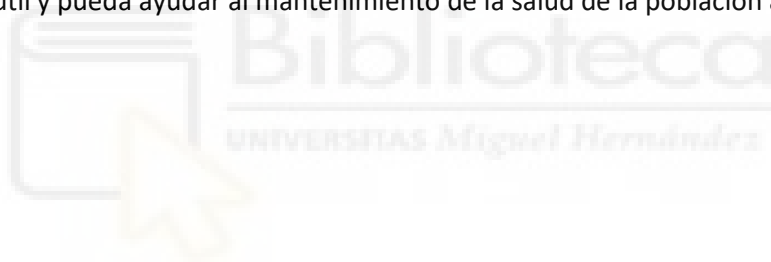 útil y pueda ayudar al mantenimiento de la salud de la población
Biblioteca
UNIVERSITAS Miguel Hernández